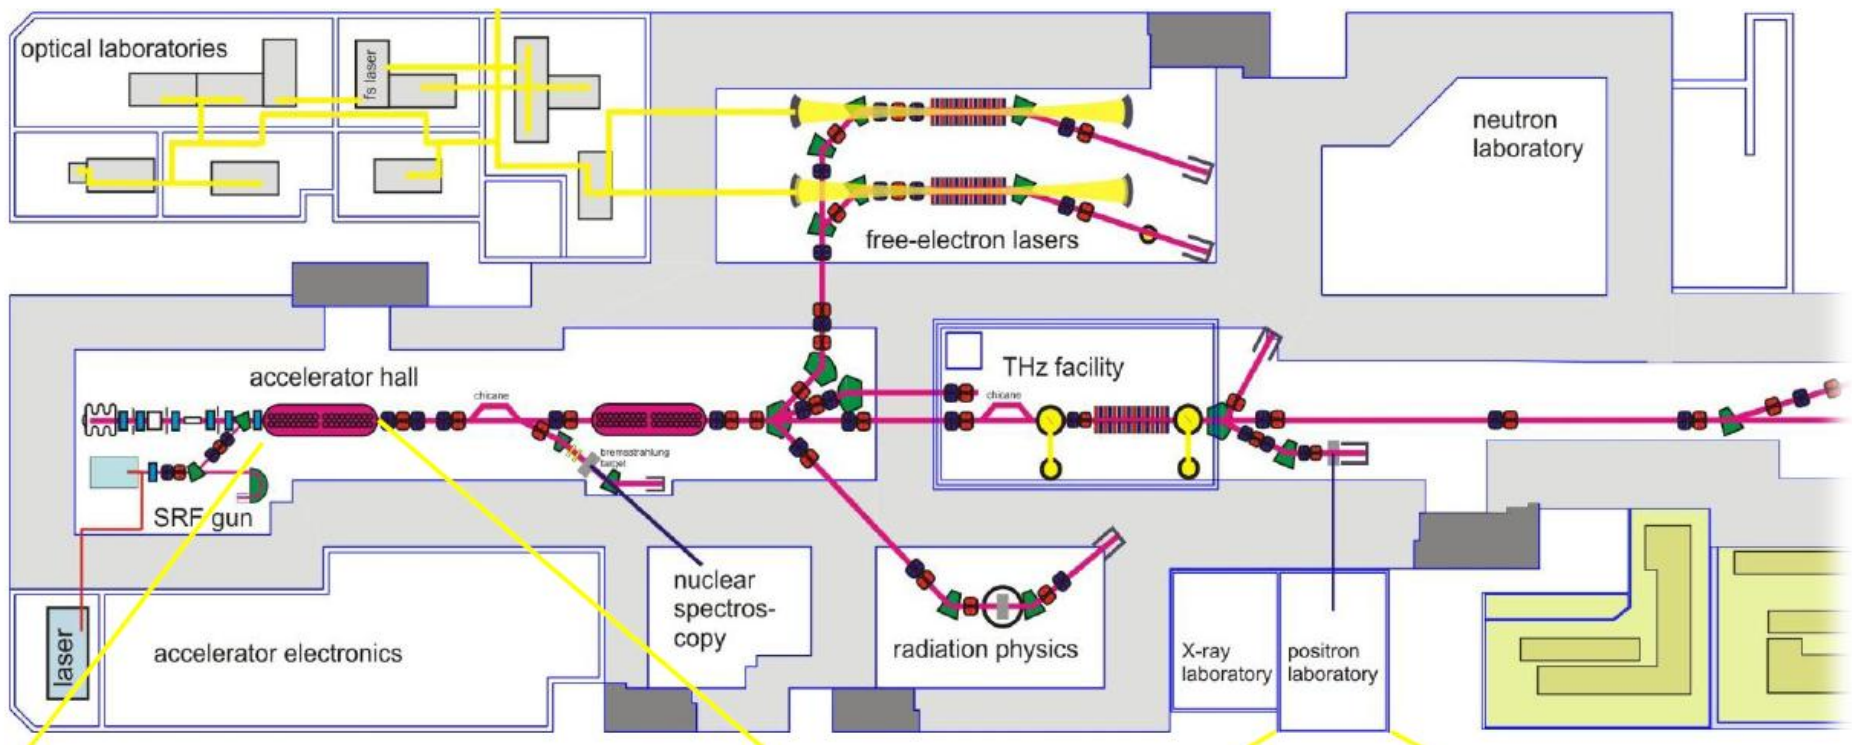 optical laboratories
fs laser
neutron
laboratory
free-electron lasers
accelerator hall
THz facility
chicane
chicane
bremsstrahlung
target
SRF gun
nuclear
spectros-
copy
laser
accelerator electronics
radiation physics
X-ray
laboratory
positron
laboratory